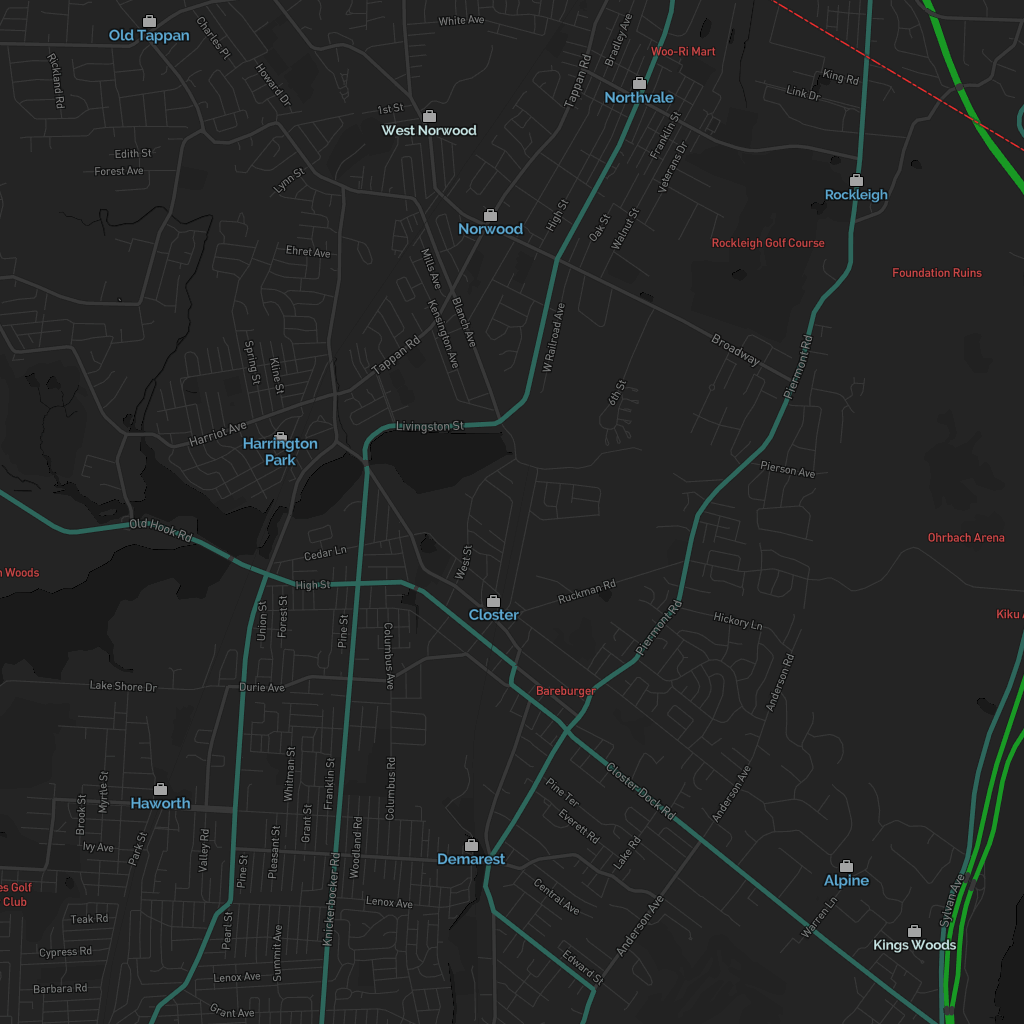 White Ave
Old Tappan
Charles Pl
Bradley Ave
Woo-Ri Mart
Rickland Rd
Howard Dr
Tappan Rd
King Rd
Link Dr
Northvale
1st St
West Norwood
Franklin St
Edith St
Forest Ave
Lynn St
Veterans Dr
Rockleigh
High St
Oak St
Walnut St
Norwood
Rockleigh Golf Course
Ehret Ave
Mills Ave
Foundation Ruins
Blanch Ave
Kensington Ave
W Railroad Ave
Broadway
Piermont Rd
Tappan Rd
Spring St
Kline St
6th St
Harriot Ave
Livingston St
Harrington
Park
Pierson Ave
Old Hook Rd
Ohrbach Arena
Cedar Ln
West St
Woods
High St
Ruckman Rd
Union St
Forest St
Pine St
Closter
Kiku
Piermont Rd
Hickory Ln
Columbus Ave
Anderson Rd
Lake Shore Dr
Durie Ave
Bareburger
Whitman St
Franklin St
Columbus Rd
Closter Dock Rd
Myrtle St
Brook St
Haworth
Pine Ter
Anderson Ave
Grant St
Everett Rd
Park St
Ivy Ave
Valley Rd
Pleasant St
Woodland Rd
Lake Rd
Demarest
Pine St
Alpine
es Golf
Club
Knickerbocker Rd
Lenox Ave
Central Ave
Sylvan Ave
Teak Rd
Pearl St
Warren Ln
Anderson Ave
Kings Woods
Cypress Rd
Summit Ave
Edward St
Lenox Ave
Barbara Rd
Grant Ave